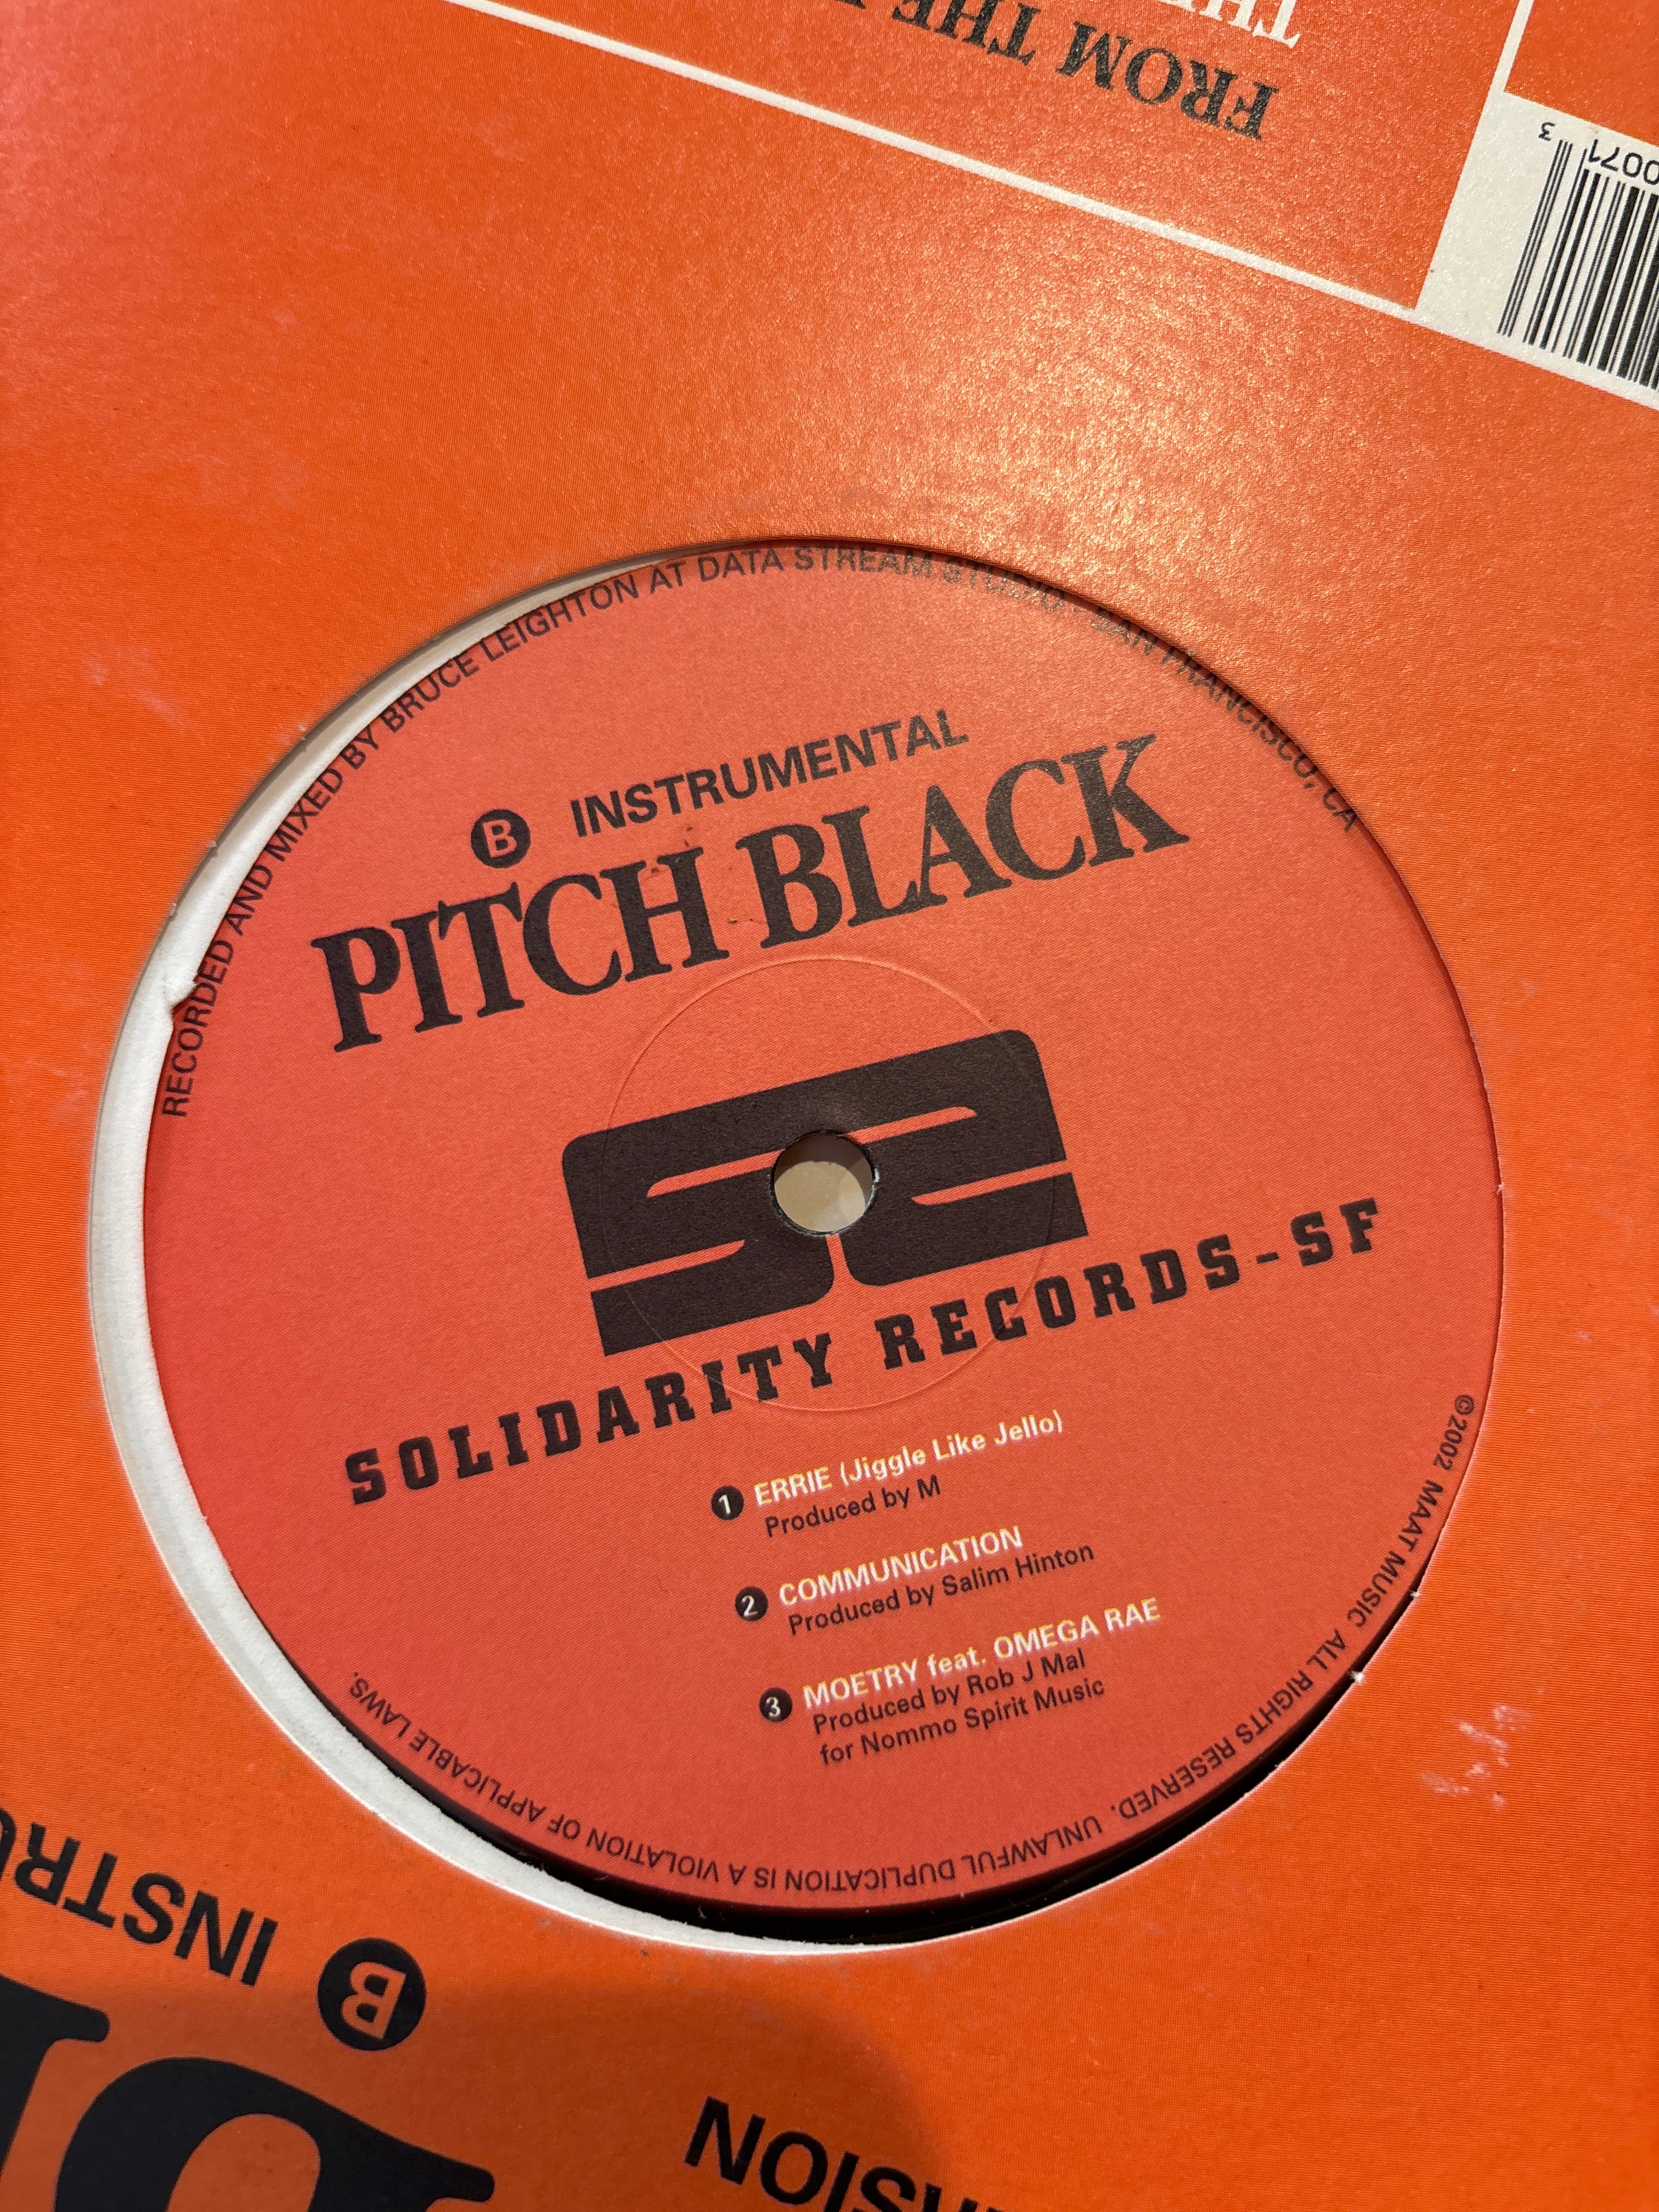 FROM THE
0071
3
RECORDED AND MIXED BY BRUCE LEIGHTON AT DATA STREAM STUDIO - SAN FRANCISCO, CA
B INSTRUMENTAL
PITCH BLACK
SOLIDARITY RECORDS-SF
1 ERRIE (Jiggle Like Jello)
Produced by M
2 COMMUNICATION
Produced by Salim Hinton
3 MOETRY feat. OMEGA RAE
Produced by Rob J Mal
for Nommo Spirit Music
©2002 MAAT MUSIC ALL RIGHTS RESERVED. UNLAWFUL DUPLICATION IS A VIOLATION OF APPLICABLE LAWS.
B INSTRU